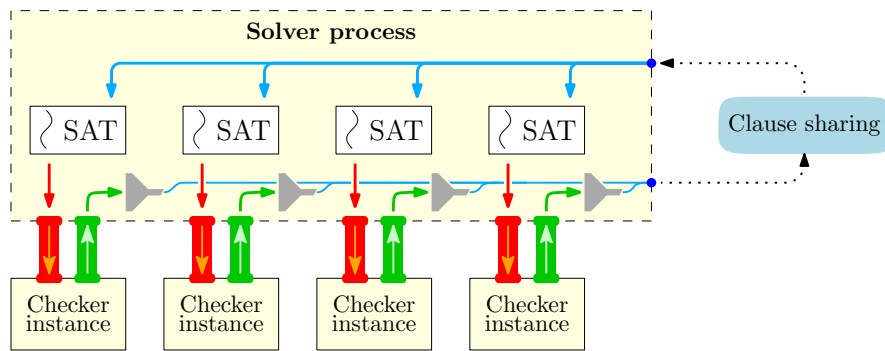 Solver process
SAT
SAT
SAT
SAT
Clause sharing
Checker
instance
Checker
instance
Checker
instance
Checker
instance